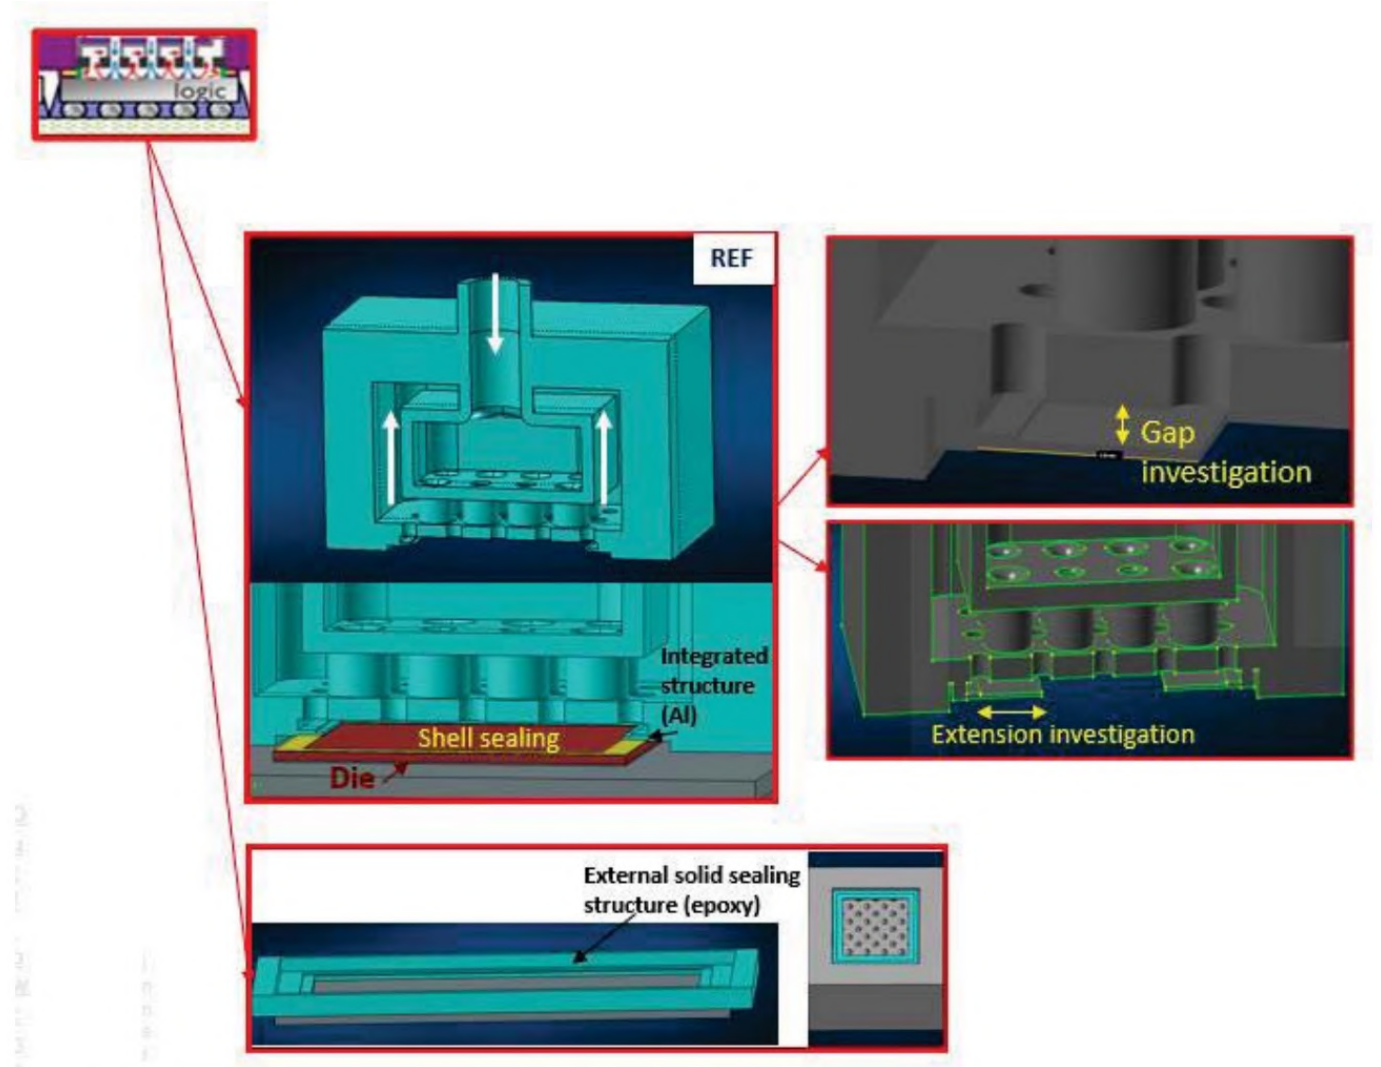 logic
REF
Gap
investigation
Integrated
structure
(Al)
Shell sealing
Die
Extension investigation
External solid sealing
structure (epoxy)